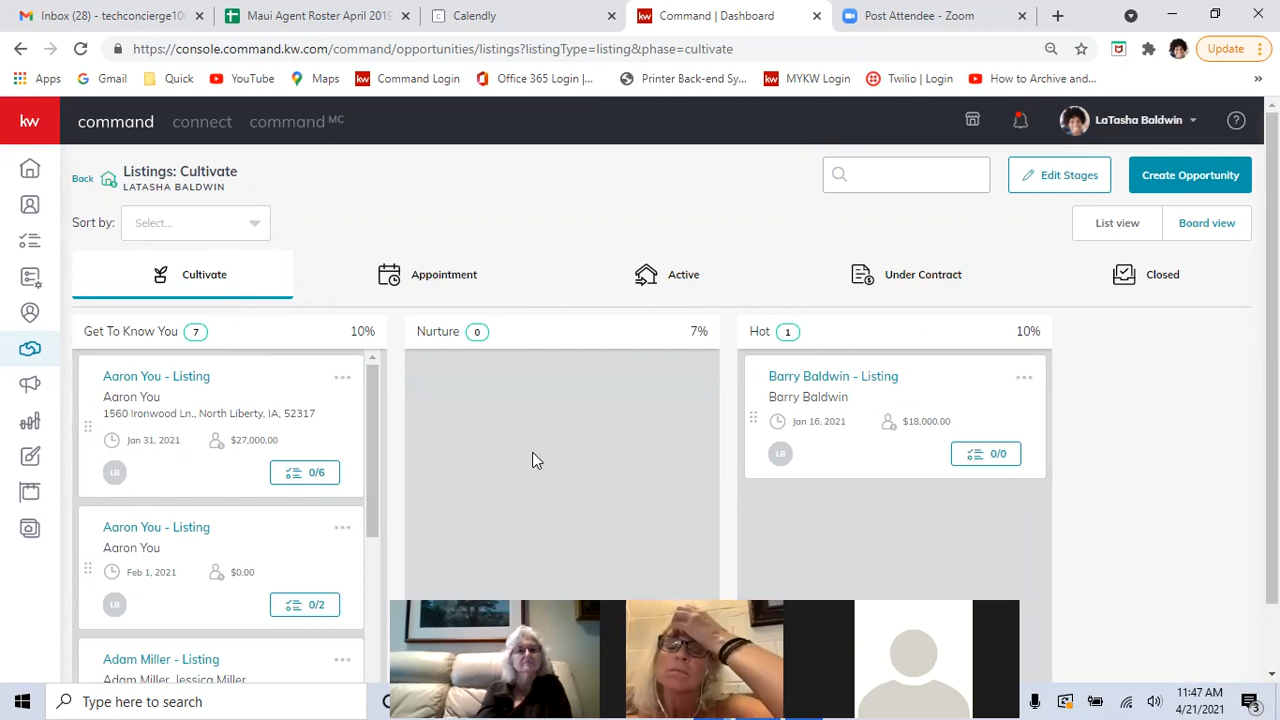 Inbox (28) - techconcierge10
Maui Agent Roster April 2019
Calendly
Command | Dashboard
Post Attendee - Zoom
https://console.command.kw.com/command/opportunities/listings?listingType=listing&phase=cultivate
Update
Apps
Gmail
Quick
YouTube
Maps
kw
Command Login
Office 365 Login |...
Printer Back-end Sy...
kw
MYKW Login
Twilio | Login
How to Archive and...
»
kw
command
connect
command MC
LaTasha Baldwin
?
Back
Listings: Cultivate
LATASHA BALDWIN
Edit Stages
Create Opportunity
Sort by:
Select...
List view
Board view
Cultivate
Appointment
Active
Under Contract
Closed
Get To Know You 7 10%
Nurture 0 7%
Hot 1 10%
Aaron You - Listing
Aaron You
1560 Ironwood Ln., North Liberty, IA, 52317
Jan 31, 2021 $27,000.00
LB 0/6
Aaron You - Listing
Aaron You
Feb 1, 2021 $0.00
LB 0/2
Adam Miller - Listing
Adam Miller, Jessica Miller
Barry Baldwin - Listing
Barry Baldwin
Jan 16, 2021 $18,000.00
LB 0/0
Type here to search
11:47 AM
4/21/2021
3